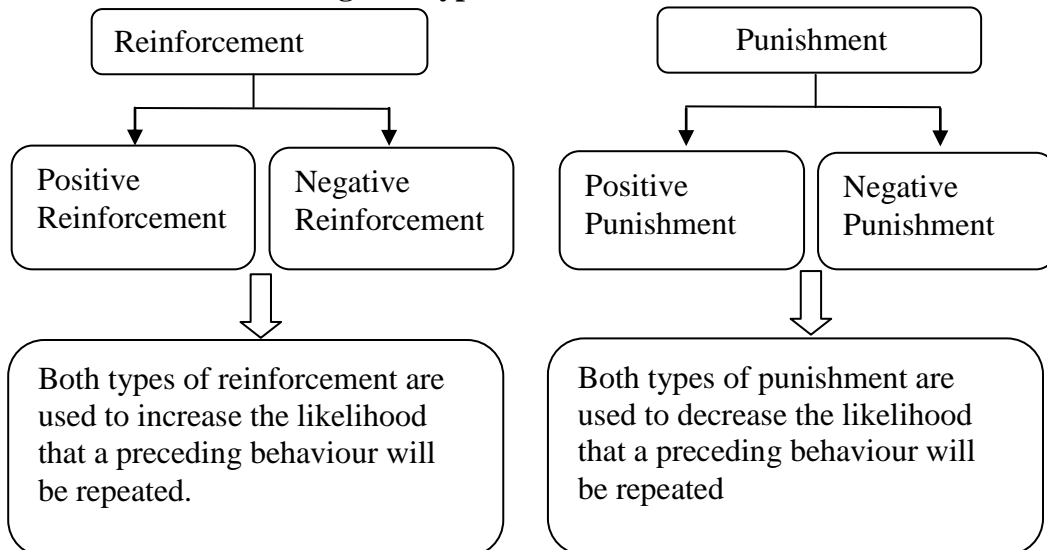 Reinforcement
Punishment
Positive
Reinforcement
Negative
Reinforcement
Positive
Punishment
Negative
Punishment
Both types of reinforcement are
used to increase the likelihood
that a preceding behaviour will
be repeated.
Both types of punishment are
used to decrease the likelihood
that a preceding behaviour will
be repeated